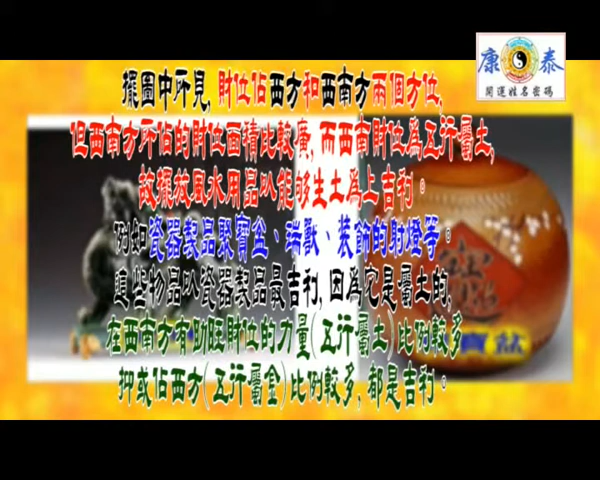 康 泰
開運姓名密碼
擺圖中所見, 財位佔西方和西南方兩個方位,
但西南方所佔的財位面積比較廣, 而西南財位為五行屬土,
故擺放風水用品以能夠生土為上吉利。
例如瓷器製品聚寶盆、瑞獸、裝飾的射燈等。
這些物品以瓷器製品最吉利, 因為它是屬土的,
在西南方有助旺財位的力量(五行屬土)比例較多
抑或佔西方(五行屬金)比例較多, 都是吉利。
寶盆